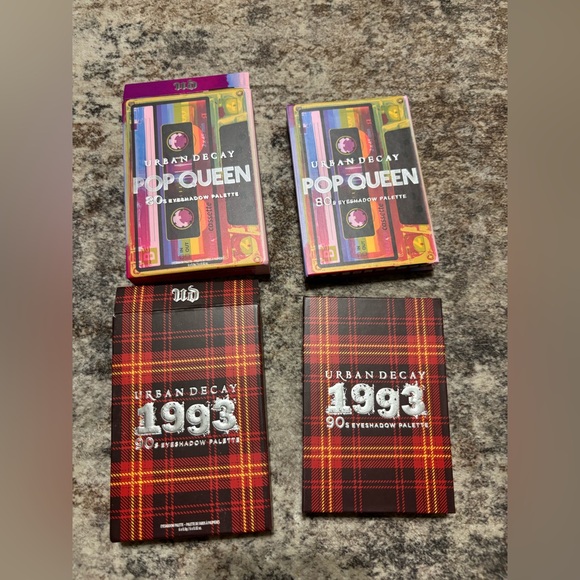 UD
URBAN DECAY
POP QUEEN
80s EYESHADOW PALETTE
URBAN DECAY
POP QUEEN
80s EYESHADOW PALETTE
UD
URBAN DECAY
1993
90s EYESHADOW PALETTE
URBAN DECAY
1993
90s EYESHADOW PALETTE